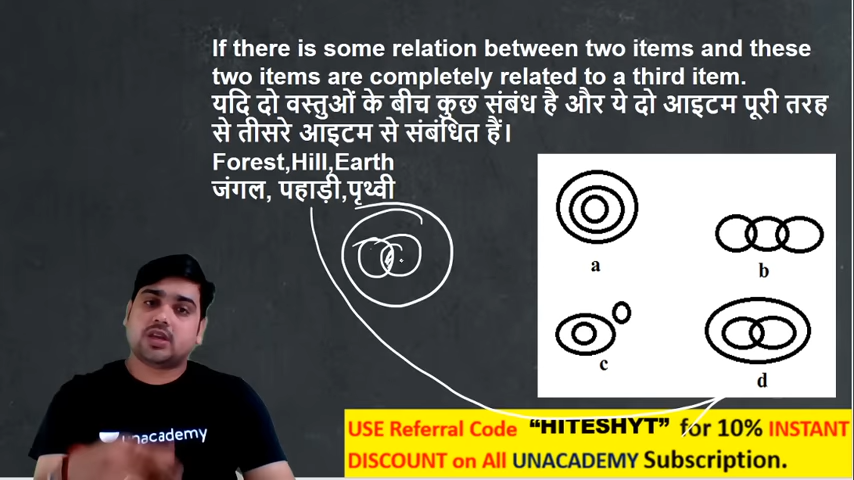 If there is some relation between two items and these
two items are completely related to a third item.
यदि दो वस्तुओं के बीच कुछ संबंध है और ये दो आइटम पूरी तरह
से तीसरे आइटम से संबंधित हैं।
Forest,Hill,Earth
जंगल, पहाड़ी,पृथ्वी
a
b
c
d
unacademy
USE Referral Code "HITESHYT" for 10% INSTANT
DISCOUNT on All UNACADEMY Subscription.